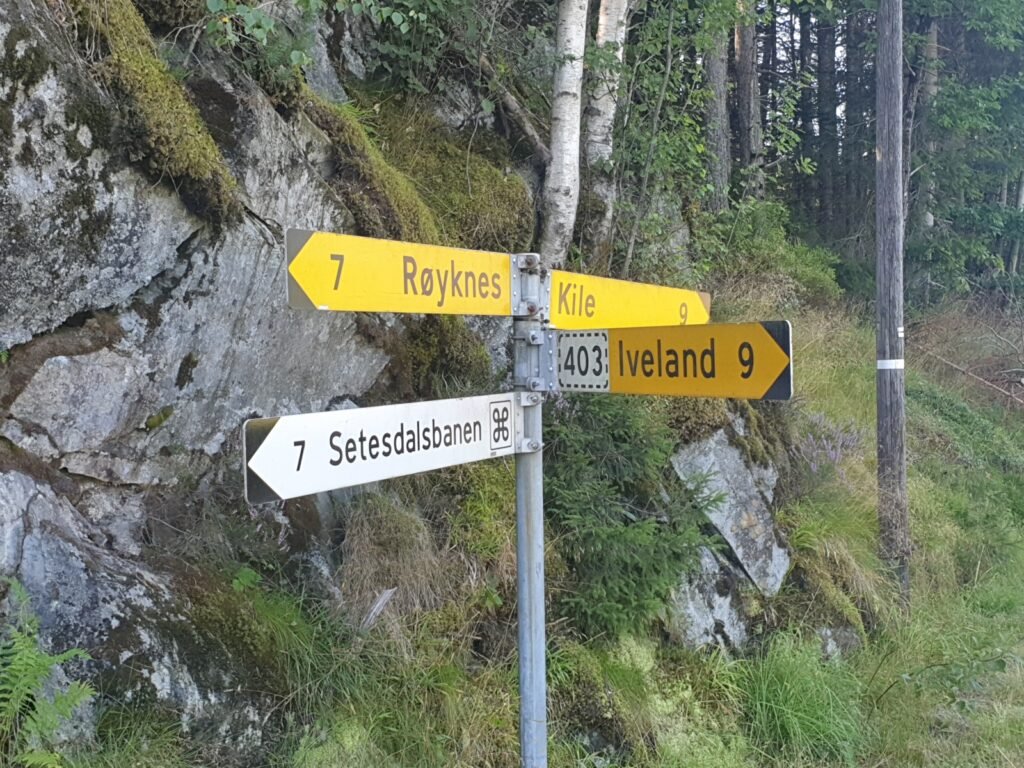 7 Røyknes
Kile 9
403 Iveland 9
7 Setesdalsbanen ⌘